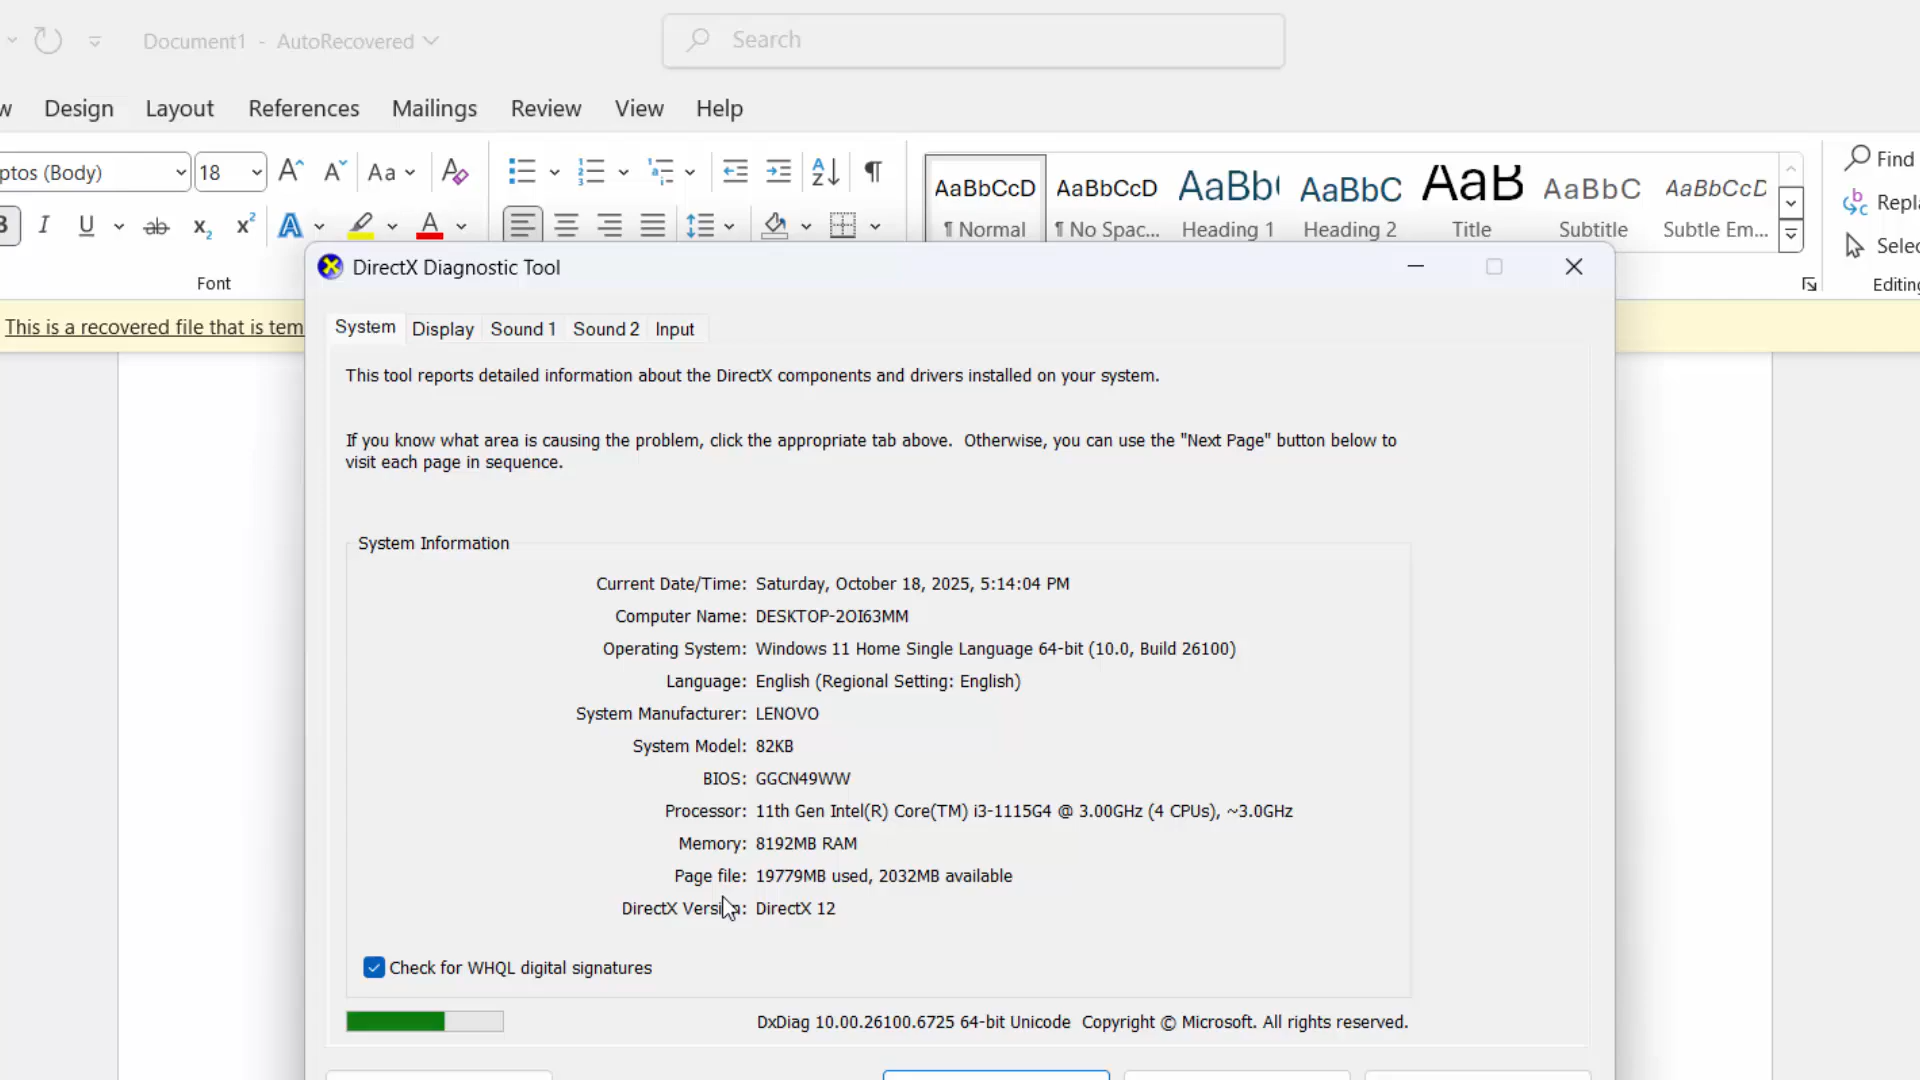 Document1 - AutoRecovered
Search
Design Layout References Mailings Review View Help
ptos (Body) 18 Aa
AaBbCcD AaBbCcD AaBb( AaBbC AaB AaBbC AaBbCcD
Find
¶ Normal ¶ No Spac... Heading 1 Heading 2 Title Subtitle Subtle Em...
Repla
Selec
Font
Editing
This is a recovered file that is tem
DirectX Diagnostic Tool
System Display Sound 1 Sound 2 Input
This tool reports detailed information about the DirectX components and drivers installed on your system.
If you know what area is causing the problem, click the appropriate tab above. Otherwise, you can use the "Next Page" button below to
visit each page in sequence.
System Information
Current Date/Time: Saturday, October 18, 2025, 5:14:04 PM
Computer Name: DESKTOP-2OI63MM
Operating System: Windows 11 Home Single Language 64-bit (10.0, Build 26100)
Language: English (Regional Setting: English)
System Manufacturer: LENOVO
System Model: 82KB
BIOS: GGCN49WW
Processor: 11th Gen Intel(R) Core(TM) i3-1115G4 @ 3.00GHz (4 CPUs), ~3.0GHz
Memory: 8192MB RAM
Page file: 19779MB used, 2032MB available
DirectX Version: DirectX 12
Check for WHQL digital signatures
DxDiag 10.00.26100.6725 64-bit Unicode Copyright © Microsoft. All rights reserved.